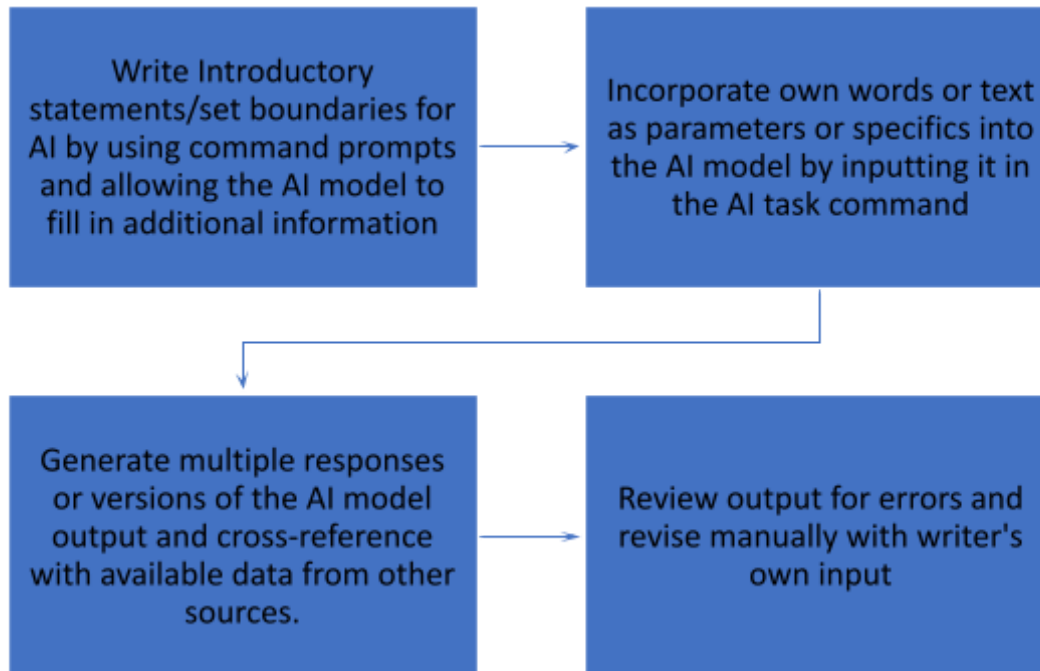 Write Introductory
statements/set boundaries for
AI by using command prompts
and allowing the AI model to
fill in additional information
Incorporate own words or text
as parameters or specifics into
the AI model by inputting it in
the AI task command
Generate multiple responses
or versions of the AI model
output and cross-reference
with available data from other
sources.
Review output for errors and
revise manually with writer's
own input